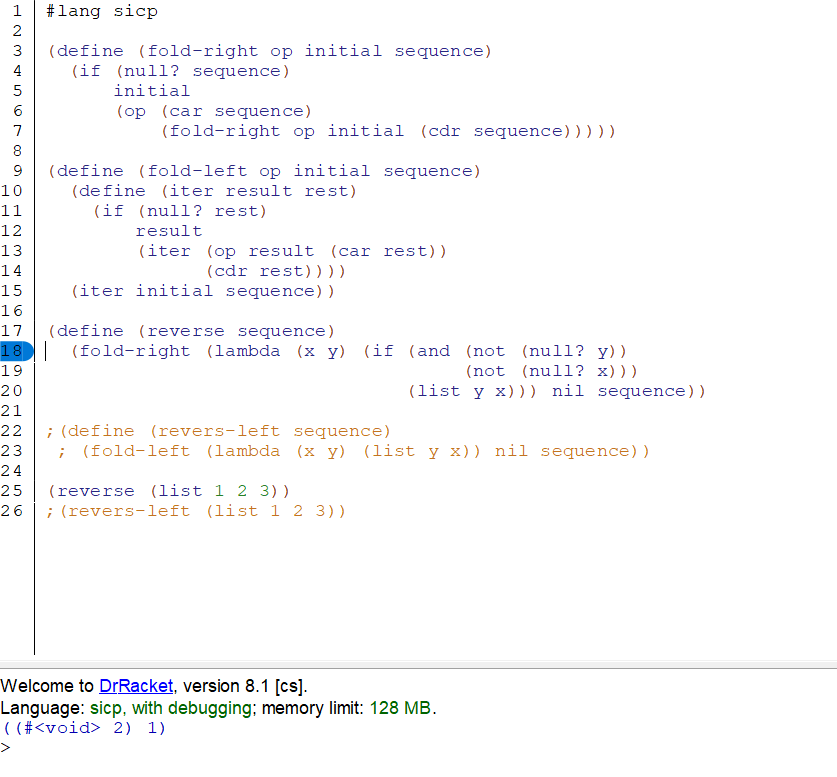 1 #lang sicp
2
3 (define (fold-right op initial sequence)
4   (if (null? sequence)
5       initial
6       (op (car sequence)
7           (fold-right op initial (cdr sequence)))))
8
9 (define (fold-left op initial sequence)
10   (define (iter result rest)
11     (if (null? rest)
12         result
13         (iter (op result (car rest))
14               (cdr rest))))
15   (iter initial sequence))
16
17 (define (reverse sequence)
18   (fold-right (lambda (x y) (if (and (not (null? y))
19                                      (not (null? x)))
20                                 (list y x))) nil sequence))
21
22 ;(define (revers-left sequence)
23  ; (fold-left (lambda (x y) (list y x)) nil sequence))
24
25 (reverse (list 1 2 3))
26 ;(revers-left (list 1 2 3))
Welcome to DrRacket, version 8.1 [cs].
Language: sicp, with debugging; memory limit: 128 MB.
((#<void> 2) 1)
>